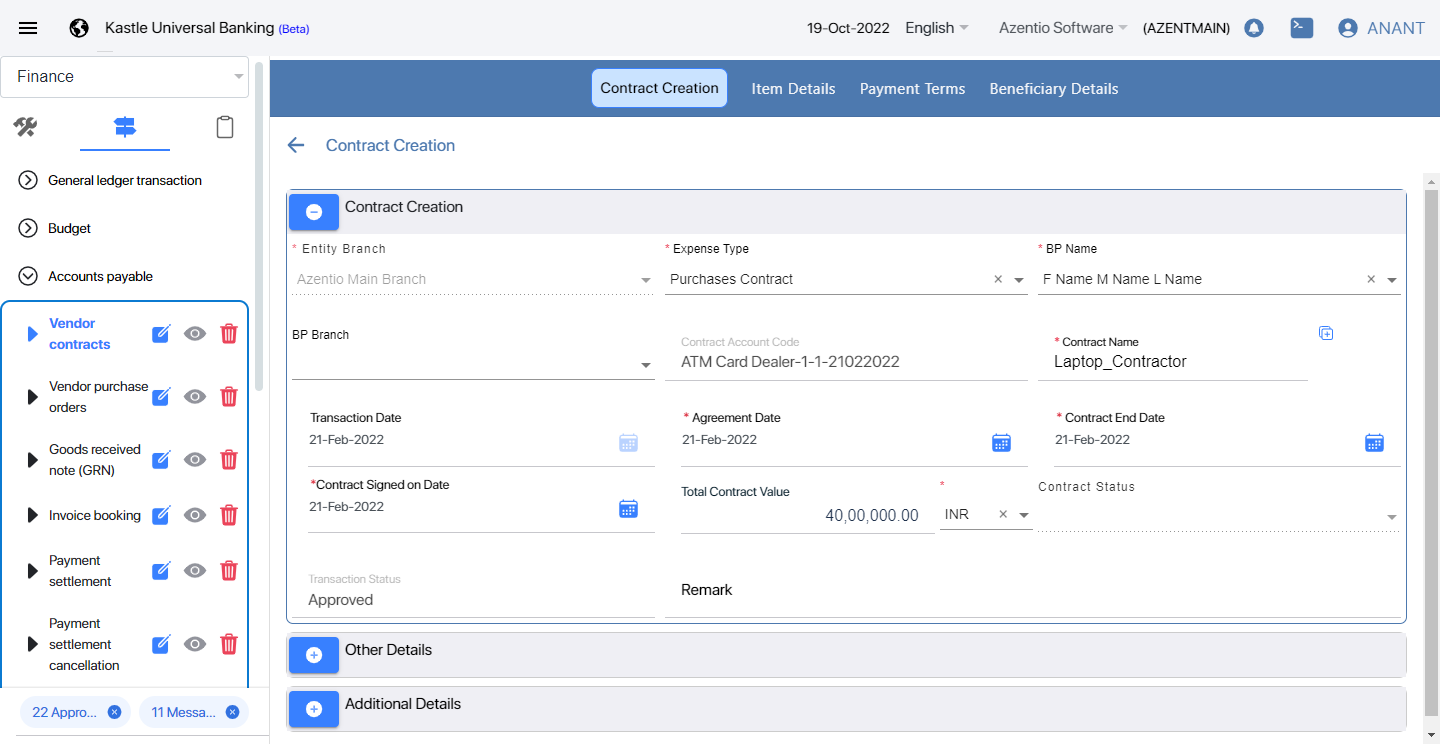 Kastle Universal Banking (Beta)
19-Oct-2022 English Azentio Software (AZENTMAIN) ANANT
Finance
Contract Creation Item Details Payment Terms Beneficiary Details
Contract Creation
General ledger transaction
Budget
Accounts payable
Vendor
contracts
Vendor purchase
orders
Goods received
note (GRN)
Invoice booking
Payment
settlement
Payment
settlement
cancellation
22 Appro...
11 Messa...
Contract Creation
* Entity Branch
Azentio Main Branch
* Expense Type
Purchases Contract
* BP Name
F Name M Name L Name
BP Branch
Contract Account Code
ATM Card Dealer-1-1-21022022
* Contract Name
Laptop_Contractor
Transaction Date
21-Feb-2022
* Agreement Date
21-Feb-2022
* Contract End Date
21-Feb-2022
*Contract Signed on Date
21-Feb-2022
Total Contract Value
40,00,000.00
*
INR
Contract Status
Transaction Status
Approved
Remark
Other Details
Additional Details